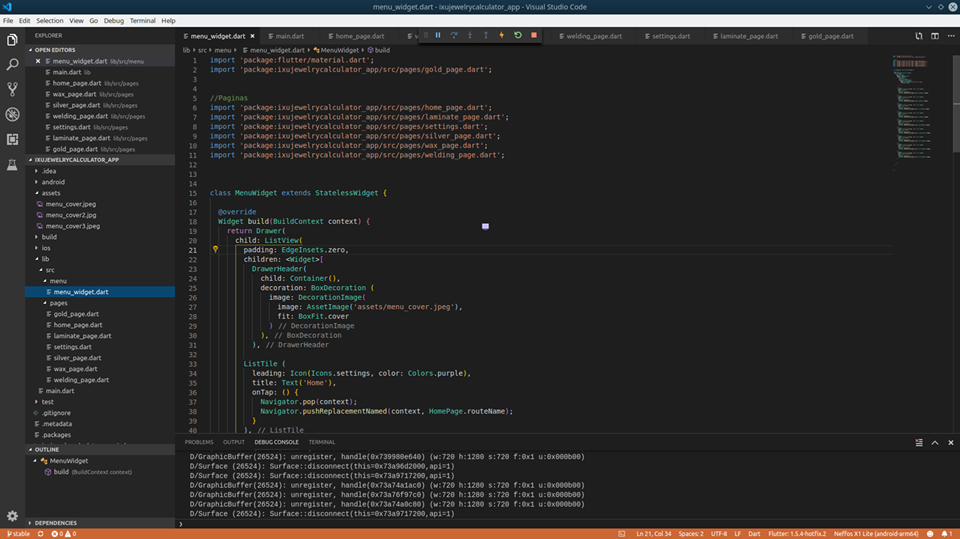 menu_widget.dart - ixujewelrycalculator_app - Visual Studio Code
File Edit Selection View Go Debug Terminal Help
EXPLORER
OPEN EDITORS
menu_widget.dart lib/src/menu
main.dart lib
home_page.dart lib/src/pages
wax_page.dart lib/src/pages
silver_page.dart lib/src/pages
welding_page.dart lib/src/pages
settings.dart lib/src/pages
laminate_page.dart lib/src/pages
gold_page.dart lib/src/pages
IXUJEWELRYCALCULATOR_APP
.idea
android
assets
menu_cover.jpeg
menu_cover2.jpg
menu_cover3.jpeg
build
ios
lib
src
menu
menu_widget.dart
pages
gold_page.dart
home_page.dart
laminate_page.dart
settings.dart
silver_page.dart
wax_page.dart
welding_page.dart
main.dart
test
.gitignore
.metadata
.packages
OUTLINE
MenuWidget
build (BuildContext context)
DEPENDENCIES
menu_widget.dart main.dart home_page.dart welding_page.dart settings.dart laminate_page.dart gold_page.dart
lib src menu menu_widget.dart MenuWidget build
1 import 'package:flutter/material.dart';
2 import 'package:ixujewelrycalculator_app/src/pages/gold_page.dart';
3
4
5 //Paginas
6 import 'package:ixujewelrycalculator_app/src/pages/home_page.dart';
7 import 'package:ixujewelrycalculator_app/src/pages/laminate_page.dart';
8 import 'package:ixujewelrycalculator_app/src/pages/settings.dart';
9 import 'package:ixujewelrycalculator_app/src/pages/silver_page.dart';
10 import 'package:ixujewelrycalculator_app/src/pages/wax_page.dart';
11 import 'package:ixujewelrycalculator_app/src/pages/welding_page.dart';
12
13
14
15 class MenuWidget extends StatelessWidget {
16
17 @override
18 Widget build(BuildContext context) {
19 return Drawer(
20 child: ListView(
21 padding: EdgeInsets.zero,
22 children: <Widget>[
23 DrawerHeader(
24 child: Container(),
25 decoration: BoxDecoration (
26 image: DecorationImage(
27 image: AssetImage('assets/menu_cover.jpeg'),
28 fit: BoxFit.cover
29 ) // DecorationImage
30 ), // BoxDecoration
31 ), // DrawerHeader
32
33 ListTile (
34 leading: Icon(Icons.settings, color: Colors.purple),
35 title: Text('Home'),
36 onTap: () {
37 Navigator.pop(context);
38 Navigator.pushReplacementNamed(context, HomePage.routeName);
39 }
40 ), // ListTile
PROBLEMS OUTPUT DEBUG CONSOLE TERMINAL
D/GraphicBuffer(26524): unregister, handle(0x739980e640) (w:720 h:1280 s:720 f:0x1 u:0x000b00)
D/Surface (26524): Surface::disconnect(this=0x73a96d2000,api=1)
D/Surface (26524): Surface::disconnect(this=0x73a9717200,api=1)
D/GraphicBuffer(26524): unregister, handle(0x73a74a1ac0) (w:720 h:1280 s:720 f:0x1 u:0x000b00)
D/GraphicBuffer(26524): unregister, handle(0x73a76f97c0) (w:720 h:1280 s:720 f:0x1 u:0x000b00)
D/GraphicBuffer(26524): unregister, handle(0x73a74a0c80) (w:720 h:1280 s:720 f:0x1 u:0x000b00)
D/Surface (26524): Surface::disconnect(this=0x73a9717200,api=1)
stable 0 0 Ln 21, Col 34 Spaces: 2 UTF-8 LF Dart Flutter: 1.5.4-hotfix.2 Neffos X1 Lite (android-arm64) 1